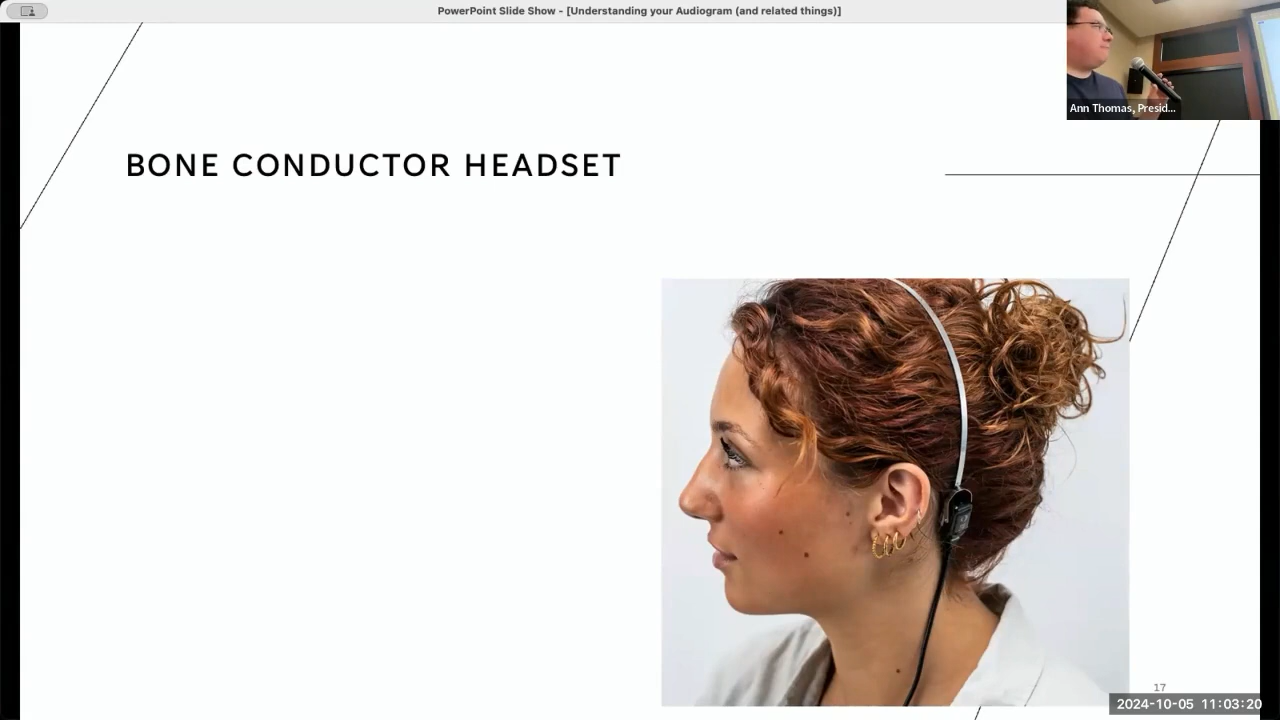 PowerPoint Slide Show - [Understanding your Audiogram (and related things)]
Ann Thomas, Presid...
BONE CONDUCTOR HEADSET
17
2024-10-05 11:03:20